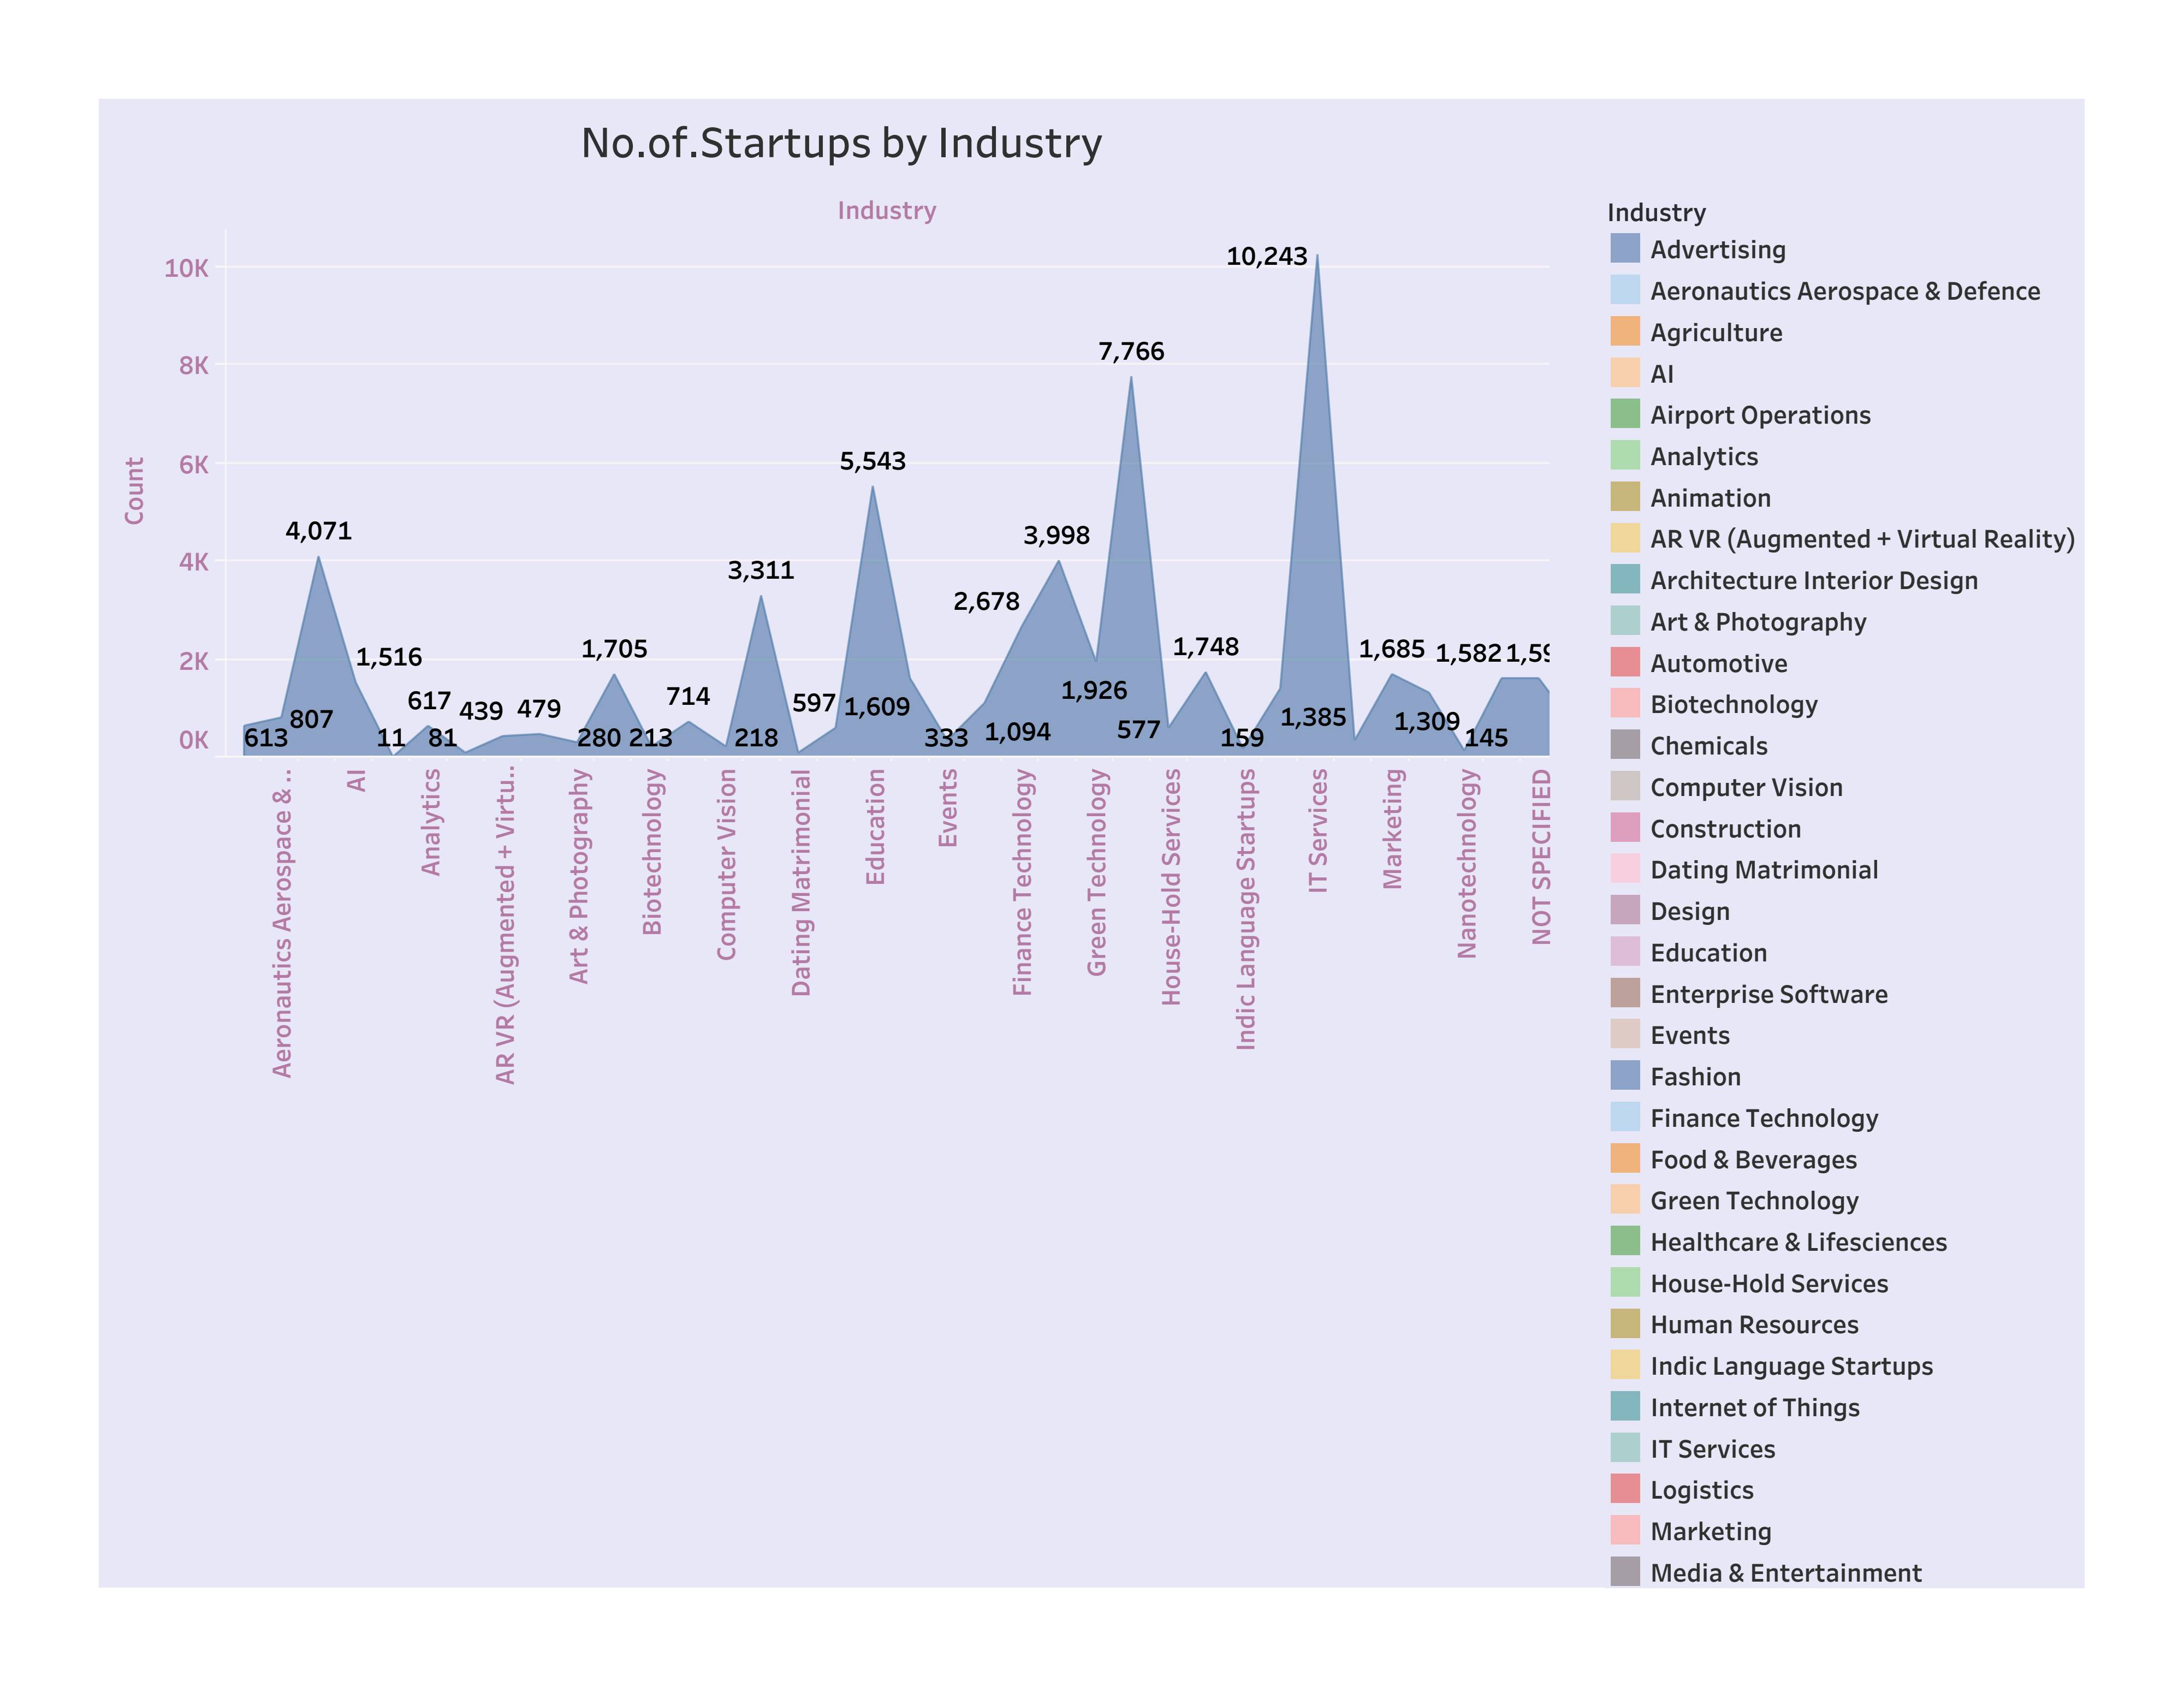 No.of.Startups by Industry
Industry
Count
10K
8K
6K
4K
2K
0K
613
807
4,071
1,516
11
617
81
439
479
280
1,705
213
714
218
3,311
597
5,543
1,609
333
1,094
2,678
3,998
1,926
7,766
577
1,748
159
1,385
10,243
1,685
1,309
145
1,582
Aeronautics Aerospace & ..
AI
Analytics
AR VR (Augmented + Virtu..
Art & Photography
Biotechnology
Computer Vision
Dating Matrimonial
Education
Events
Finance Technology
Green Technology
House-Hold Services
Indic Language Startups
IT Services
Marketing
Nanotechnology
NOT SPECIFIED
Industry
Advertising
Aeronautics Aerospace & Defence
Agriculture
AI
Airport Operations
Analytics
Animation
AR VR (Augmented + Virtual Reality)
Architecture Interior Design
Art & Photography
Automotive
Biotechnology
Chemicals
Computer Vision
Construction
Dating Matrimonial
Design
Education
Enterprise Software
Events
Fashion
Finance Technology
Food & Beverages
Green Technology
Healthcare & Lifesciences
House-Hold Services
Human Resources
Indic Language Startups
Internet of Things
IT Services
Logistics
Marketing
Media & Entertainment